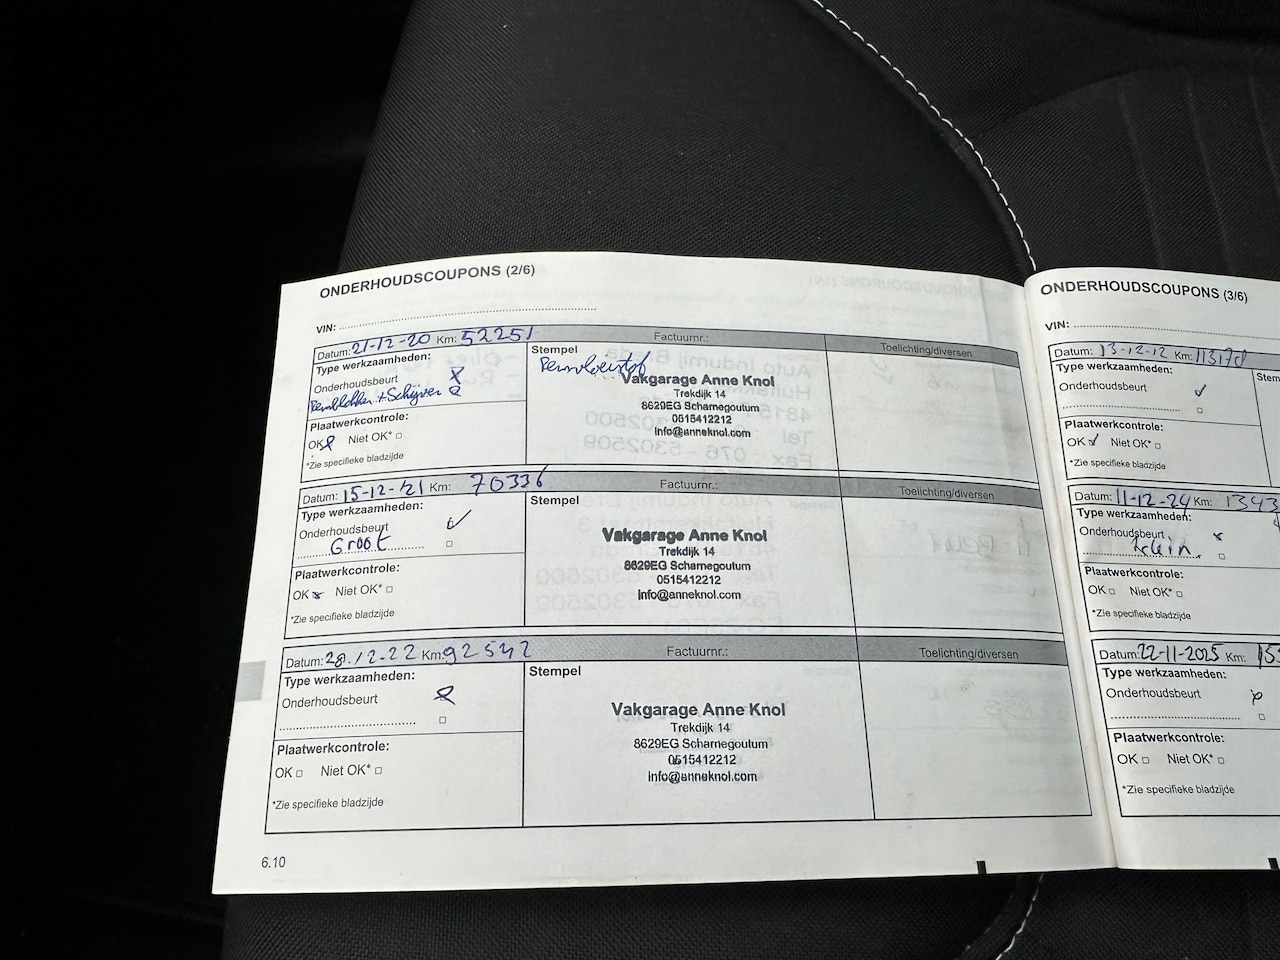 ONDERHOUDSCOUPONS (2/6)
VIN:
Datum: 21-12-20 Km: 52251 Factuurnr.: Toelichting/diversen
Type werkzaamheden:
Onderhoudsbeurt
Remblokken + Schijven
Plaatwerkcontrole:
OK Niet OK*
*Zie specifieke bladzijde
Stempel
Remvloeistof
Vakgarage Anne Knol
Trekdijk 14
8629EG Scharnegoutum
0515412212
info@anneknol.com
Datum: 15-12-'21 Km: 70336 Factuurnr.: Toelichting/diversen
Type werkzaamheden:
Onderhoudsbeurt
Groot
Plaatwerkcontrole:
OK Niet OK*
*Zie specifieke bladzijde
Stempel
Vakgarage Anne Knol
Trekdijk 14
8629EG Scharnegoutum
0515412212
info@anneknol.com
Datum: 28.12.22 Km: 92542 Factuurnr.: Toelichting/diversen
Type werkzaamheden:
Onderhoudsbeurt
Plaatwerkcontrole:
OK Niet OK*
*Zie specifieke bladzijde
Stempel
Vakgarage Anne Knol
Trekdijk 14
8629EG Scharnegoutum
0515412212
info@anneknol.com
6.10
ONDERHOUDSCOUPONS (3/6)
VIN:
Datum: 13-12-12 Km:
Type werkzaamheden:
Onderhoudsbeurt
Plaatwerkcontrole:
OK Niet OK*
*Zie specifieke bladzijde
Stem
Datum: 11-12-24 Km: 1343
Type werkzaamheden:
Onderhoudsbeurt
Klein
Plaatwerkcontrole:
OK Niet OK*
*Zie specifieke bladzijde
Datum: 22-11-2025 Km: 15
Type werkzaamheden:
Onderhoudsbeurt
Plaatwerkcontrole:
OK Niet OK*
*Zie specifieke bladzijde